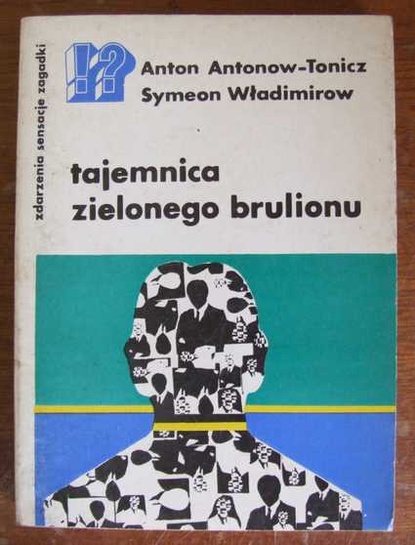 zdarzenia sensacje zagadki
!?
Anton Antonow-Tonicz
Symeon Władimirow
tajemnica
zielonego brulionu